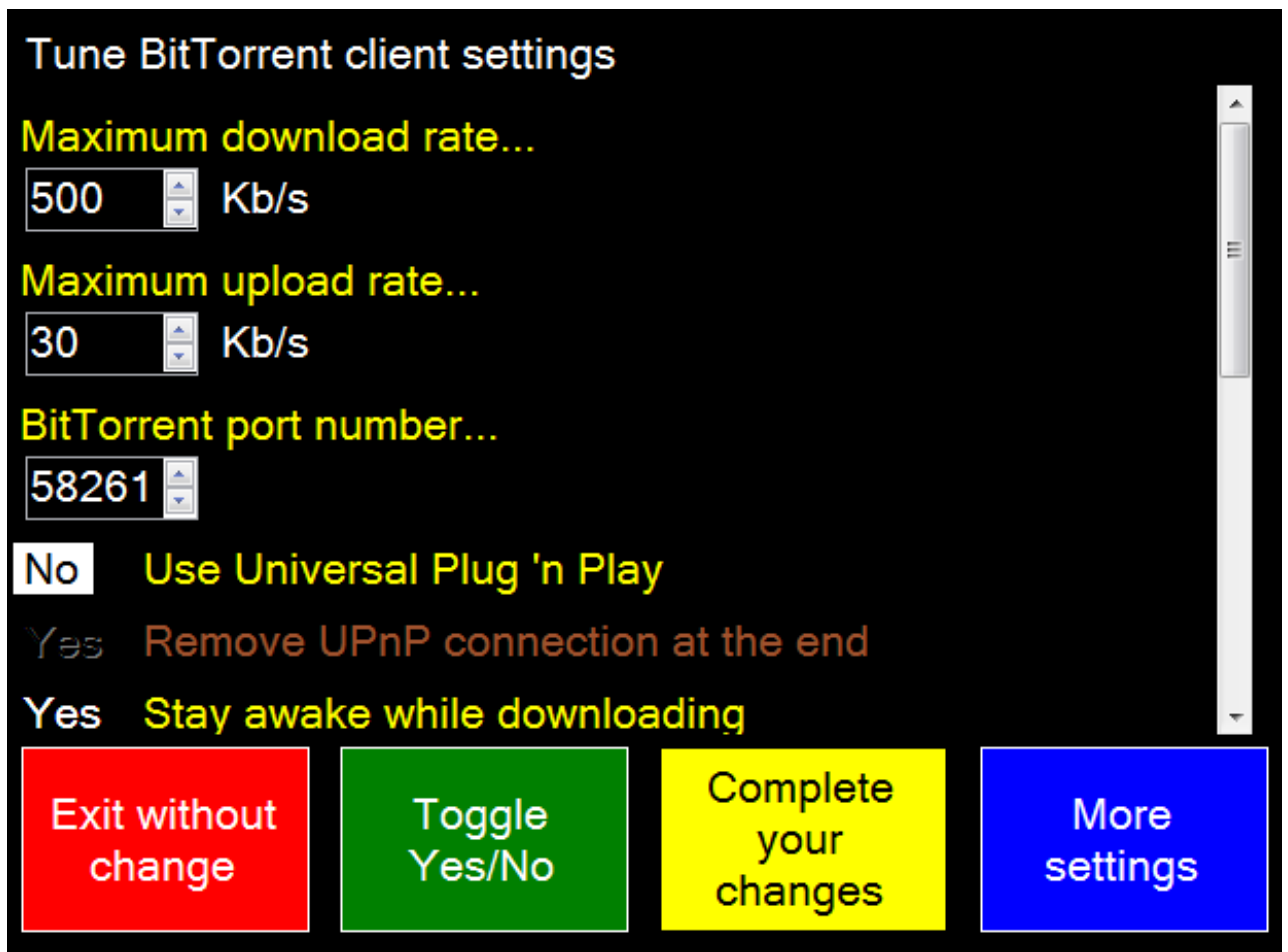 Tune BitTorrent client settings
Maximum download rate...
500 Kb/s
Maximum upload rate...
30 Kb/s
BitTorrent port number...
58261
No Use Universal Plug 'n Play
Yes Remove UPnP connection at the end
Yes Stay awake while downloading
Exit without
change
Toggle
Yes/No
Complete
your
changes
More
settings